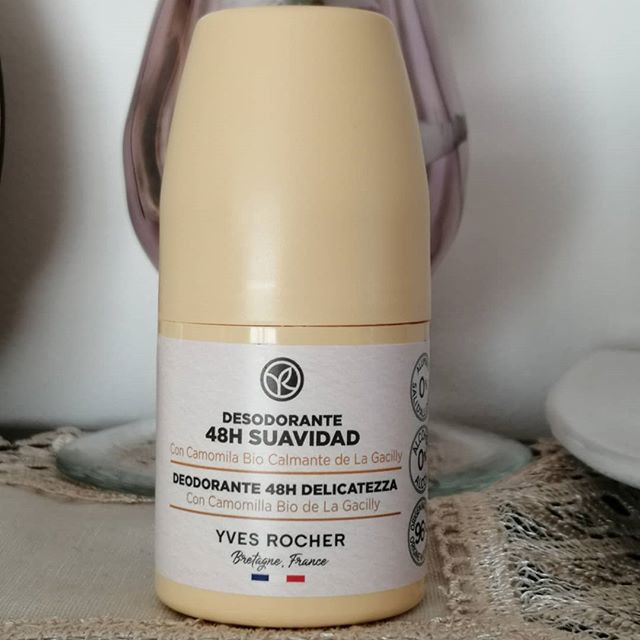 DESODORANTE
48H SUAVIDAD
Con Camomila Bio Calmante de La Gacilly
DEODORANTE 48H DELICATEZZA
Con Camomilla Bio de La Gacilly
YVES ROCHER
Bretagne, France